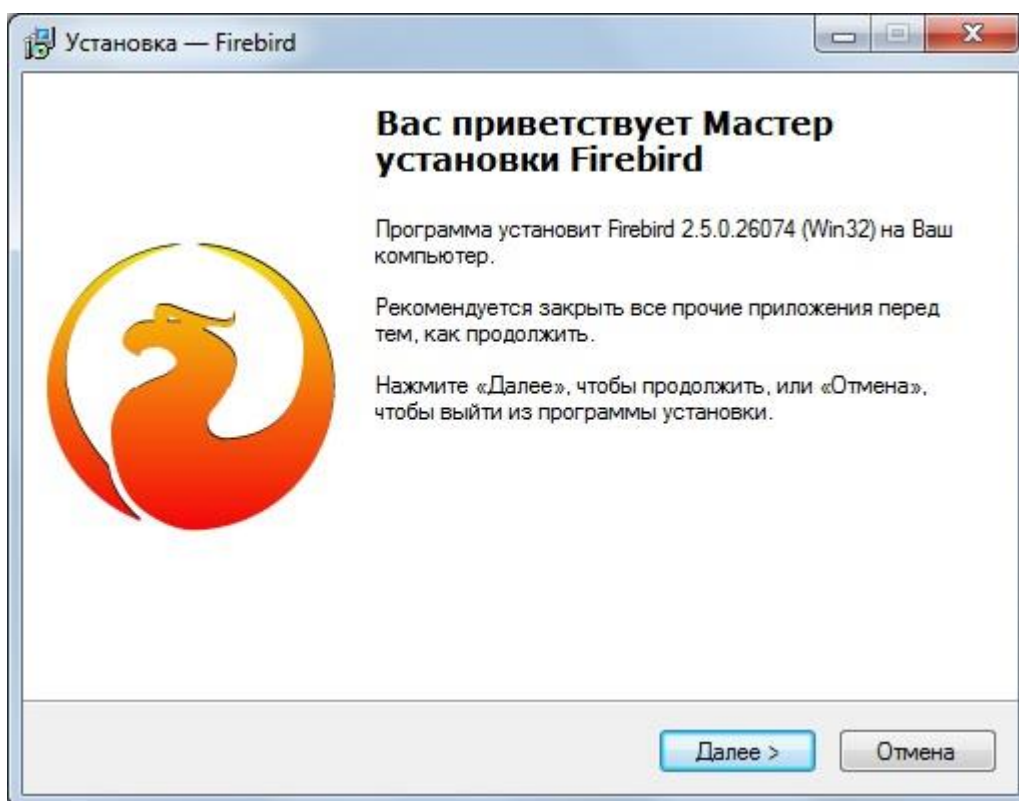 Установка — Firebird
Вас приветствует Мастер
установки Firebird
Программа установит Firebird 2.5.0.26074 (Win32) на Ваш
компьютер.
Рекомендуется закрыть все прочие приложения перед
тем, как продолжить.
Нажмите «Далее», чтобы продолжить, или «Отмена»,
чтобы выйти из программы установки.
Далее >
Отмена